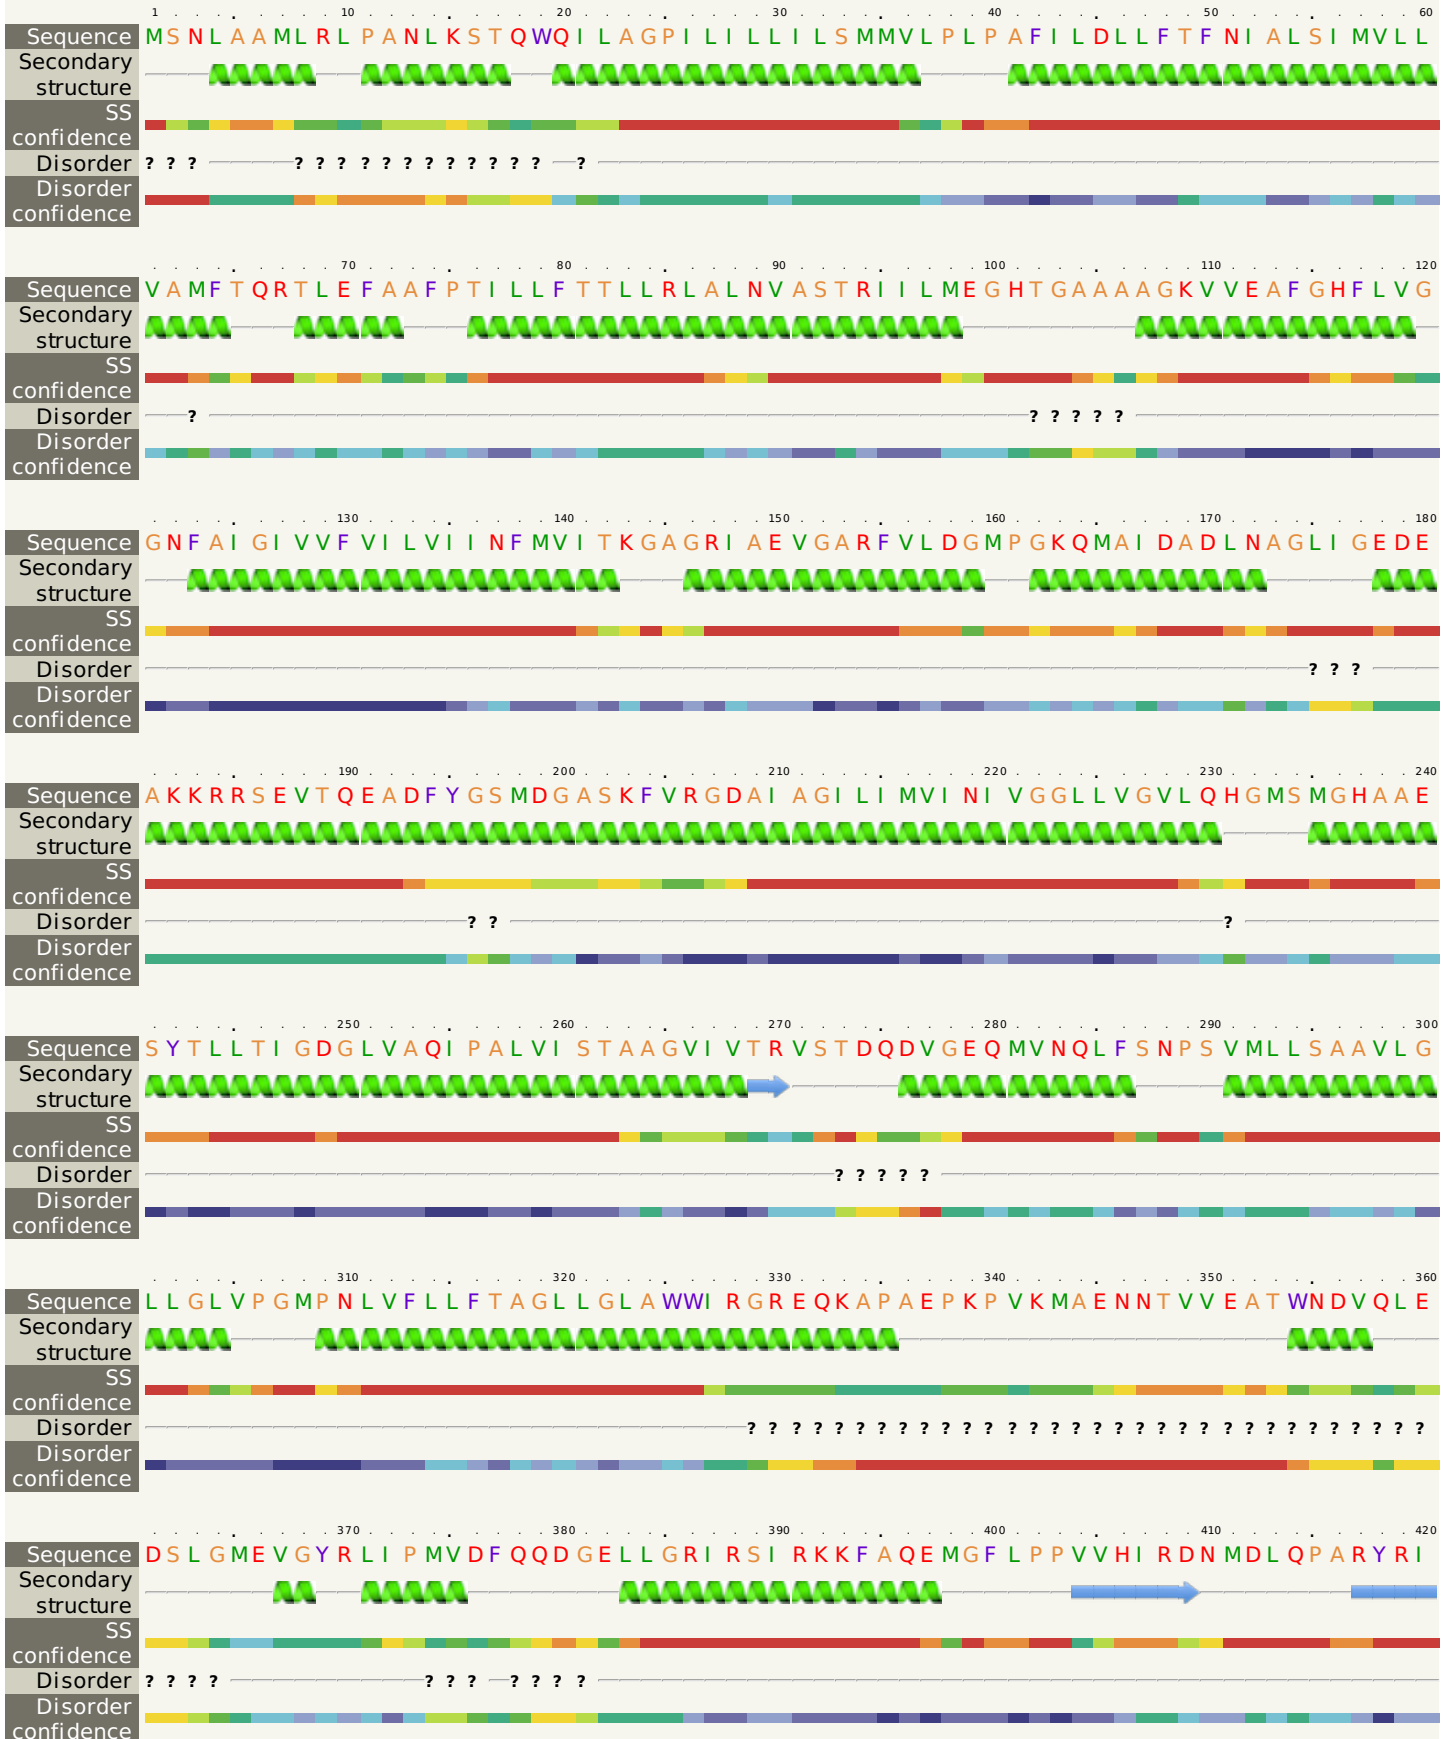 1 10 20 30 40 50 60
Sequence MSNLAAMLRLPANLKSTQWQILAGPILILLILSMMVLPLPAFILDLLFTFNIALSIMVLL
Secondary
structure
SS
confidence
Disorder ? ? ? ? ? ? ? ? ? ? ? ? ? ? ? ?
Disorder
confidence
70 80 90 100 110 120
Sequence VAMFTQRTLEFAAFPTILLFTTLLRLALNVASTRIILMEGHTGAAAAGKVVEAFGHFLVG
Secondary
structure
SS
confidence
Disorder ? ? ? ? ? ?
Disorder
confidence
130 140 150 160 170 180
Sequence GNFAIGIVVFVILVIINFMVITKGAGRIAEVGARFVLDGMPGKQMAIDADLNAGLIGEDE
Secondary
structure
SS
confidence
Disorder ? ? ?
Disorder
confidence
190 200 210 220 230 240
Sequence AKKRRSEVTQEADFYGSMDGASKFVRGDAIAGILIMVINIVGGLLVGVLQHGMSMGHAAE
Secondary
structure
SS
confidence
Disorder ? ? ?
Disorder
confidence
250 260 270 280 290 300
Sequence SYTLLTIGDGLVAQIPALVISTAAGVIVTRVSTDQDVGEQMVNQLFSNPSVMLLSAAVLG
Secondary
structure
SS
confidence
Disorder ? ? ? ? ?
Disorder
confidence
310 320 330 340 350 360
Sequence LLGLVPGMPNLVFLLFTAGLLGLAWWIRGREQKAPAEPKPVKMAENNTVVEATWNDVQLE
Secondary
structure
SS
confidence
Disorder ? ? ? ? ? ? ? ? ? ? ? ? ? ? ? ? ? ? ? ? ? ? ? ? ? ? ? ? ? ? ? ?
Disorder
confidence
370 380 390 400 410 420
Sequence DSLGMEVGYRLIPMVDFQQDGELLGRIRSIRKKFAQEMGFLPPVVHIRDNMDLQPARYRI
Secondary
structure
SS
confidence
Disorder ? ? ? ? ? ? ? ? ? ? ?
Disorder
confidence